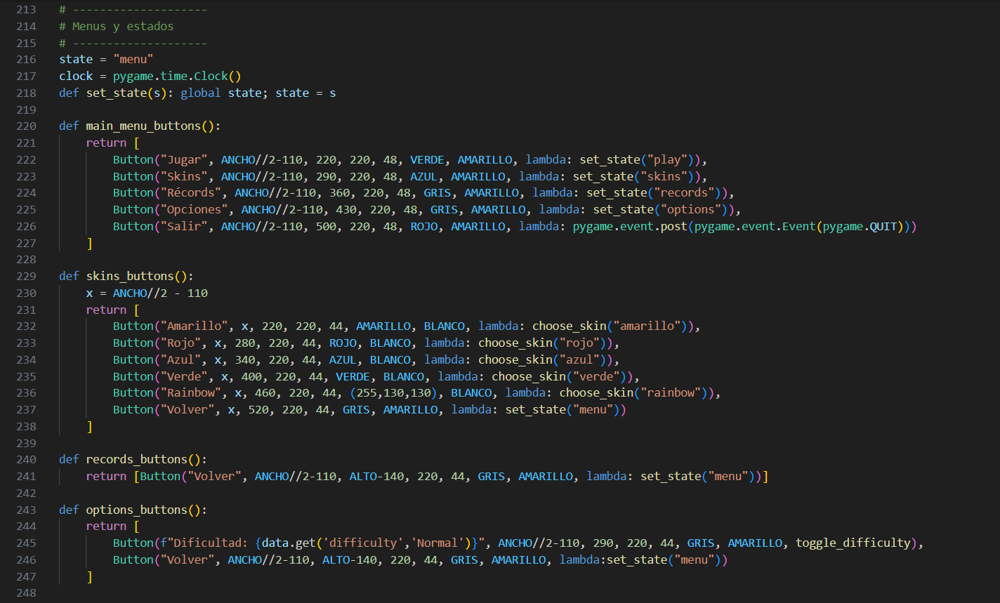 213 # --------------------
214 # Menus y estados
215 # --------------------
216 state = "menu"
217 clock = pygame.time.Clock()
218 def set_state(s): global state; state = s
219
220 def main_menu_buttons():
221     return [
222         Button("Jugar", ANCHO//2-110, 220, 220, 48, VERDE, AMARILLO, lambda: set_state("play")),
223         Button("Skins", ANCHO//2-110, 290, 220, 48, AZUL, AMARILLO, lambda: set_state("skins")),
224         Button("Récords", ANCHO//2-110, 360, 220, 48, GRIS, AMARILLO, lambda: set_state("records")),
225         Button("Opciones", ANCHO//2-110, 430, 220, 48, GRIS, AMARILLO, lambda: set_state("options")),
226         Button("Salir", ANCHO//2-110, 500, 220, 48, ROJO, AMARILLO, lambda: pygame.event.post(pygame.event.Event(pygame.QUIT)))
227     ]
228
229 def skins_buttons():
230     x = ANCHO//2 - 110
231     return [
232         Button("Amarillo", x, 220, 220, 44, AMARILLO, BLANCO, lambda: choose_skin("amarillo")),
233         Button("Rojo", x, 280, 220, 44, ROJO, BLANCO, lambda: choose_skin("rojo")),
234         Button("Azul", x, 340, 220, 44, AZUL, BLANCO, lambda: choose_skin("azul")),
235         Button("Verde", x, 400, 220, 44, VERDE, BLANCO, lambda: choose_skin("verde")),
236         Button("Rainbow", x, 460, 220, 44, (255,130,130), BLANCO, lambda: choose_skin("rainbow")),
237         Button("Volver", x, 520, 220, 44, GRIS, AMARILLO, lambda: set_state("menu"))
238     ]
239
240 def records_buttons():
241     return [Button("Volver", ANCHO//2-110, ALTO-140, 220, 44, GRIS, AMARILLO, lambda: set_state("menu"))]
242
243 def options_buttons():
244     return [
245         Button(f"Dificultad: {data.get('difficulty','Normal')}", ANCHO//2-110, 290, 220, 44, GRIS, AMARILLO, toggle_difficulty),
246         Button("Volver", ANCHO//2-110, ALTO-140, 220, 44, GRIS, AMARILLO, lambda:set_state("menu"))
247     ]
248